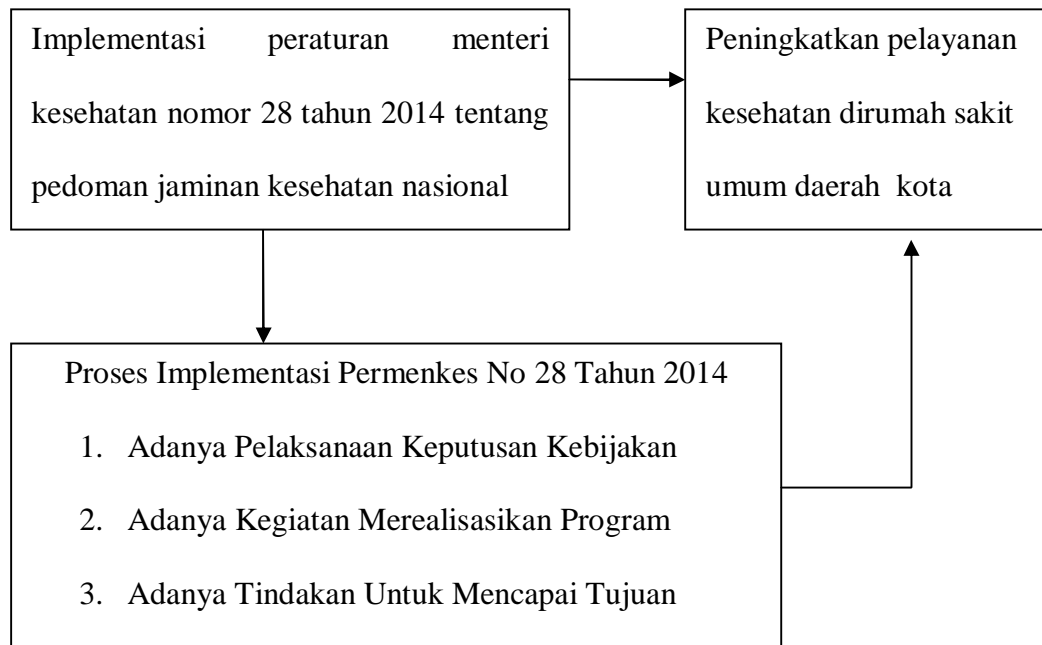 Implementasi peraturan menteri
kesehatan nomor 28 tahun 2014 tentang
pedoman jaminan kesehatan nasional
Peningkatkan pelayanan
kesehatan dirumah sakit
umum daerah kota
Proses Implementasi Permenkes No 28 Tahun 2014
1. Adanya Pelaksanaan Keputusan Kebijakan
2. Adanya Kegiatan Merealisasikan Program
3. Adanya Tindakan Untuk Mencapai Tujuan